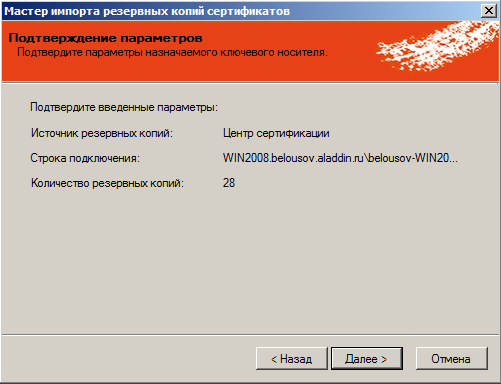 Мастер импорта резервных копий сертификатов
Подтверждение параметров
Подтвердите параметры назначаемого ключевого носителя.
Подтвердите введенные параметры:
Источник резервных копий: Центр сертификации
Строка подключения: WIN2008.belousov.aladdin.ru\belousov-WIN20...
Количество резервных копий: 28
< Назад Далее > Отмена